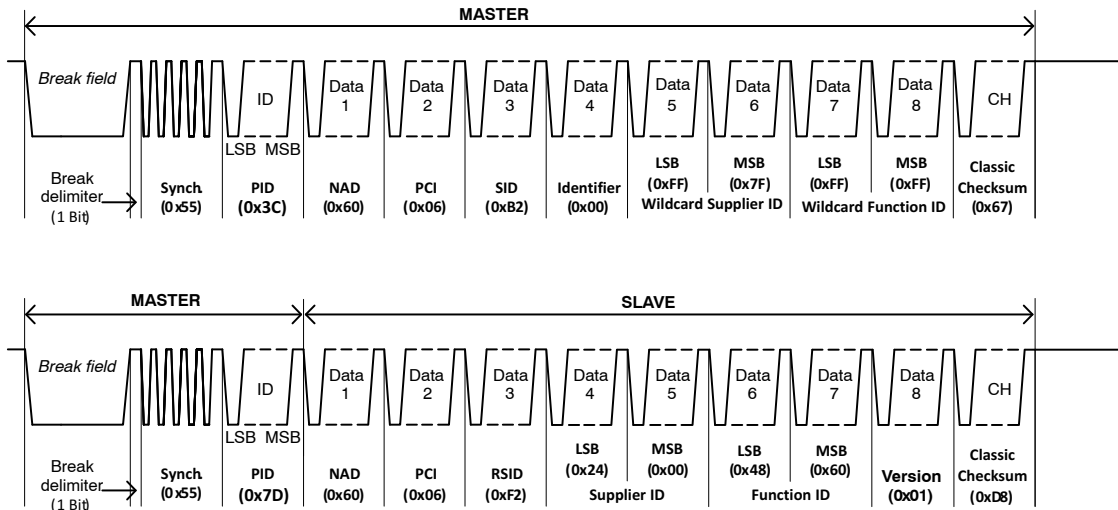 MASTER
Break field
ID
Data 1
Data 2
Data 3
Data 4
Data 5
Data 6
Data 7
Data 8
CH
LSB MSB
Break delimiter (1 Bit)
Synch. (0x55)
PID (0x3C)
NAD (0x60)
PCI (0x06)
SID (0xB2)
Identifier (0x00)
LSB (0xFF)
MSB (0x7F)
Wildcard Supplier ID
LSB (0xFF)
MSB (0xFF)
Wildcard Function ID
Classic Checksum (0x67)
MASTER
SLAVE
Break field
ID
Data 1
Data 2
Data 3
Data 4
Data 5
Data 6
Data 7
Data 8
CH
LSB MSB
Break delimiter (1 Bit)
Synch. (0x55)
PID (0x7D)
NAD (0x60)
PCI (0x06)
RSID (0xF2)
LSB (0x24)
MSB (0x00)
Supplier ID
LSB (0x48)
MSB (0x60)
Function ID
Version (0x01)
Classic Checksum (0xD8)